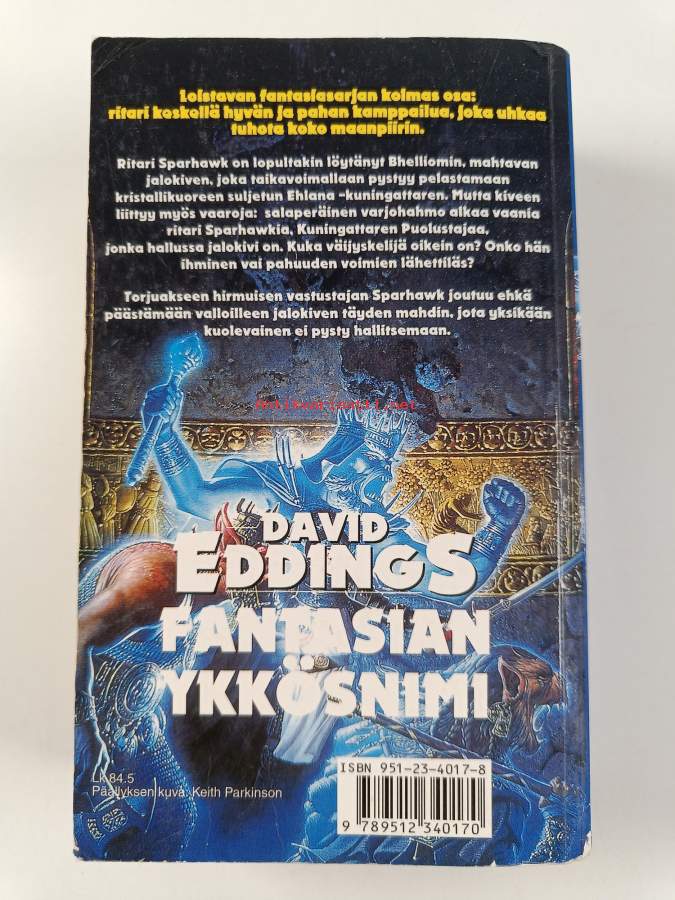 Loistavan fantasiasarjan kolmas osa:
ritari keskellä hyvän ja pahan kamppailua, joka uhkaa
tuhota koko maanpiirin.
Ritari Sparhawk on lopultakin löytänyt Bhelliomin, mahtavan
jalokiven, joka taikavoimallaan pystyy pelastamaan
kristallikuoreen suljetun Ehlana -kuningattaren. Mutta kiveen
liittyy myös vaaroja: salaperäinen varjohahmo alkaa vaania
ritari Sparhawkia, Kuningattaren Puolustajaa,
jonka hallussa jalokivi on. Kuka väijyskelijä oikein on? Onko hän
ihminen vai pahuuden voimien lähettiläs?
Torjuakseen hirmuisen vastustajan Sparhawk joutuu ehkä
päästämään valloilleen jalokiven täyden mahdin, jota yksikään
kuolevainen ei pysty hallitsemaan.
Antikvariaatti.net
DAVID
EDDINGS
FANTASIAN
YKKÖSNIMI
Lk 84.5
Päällyksen kuva: Keith Parkinson
ISBN 951-23-4017-8
9 789512 340170